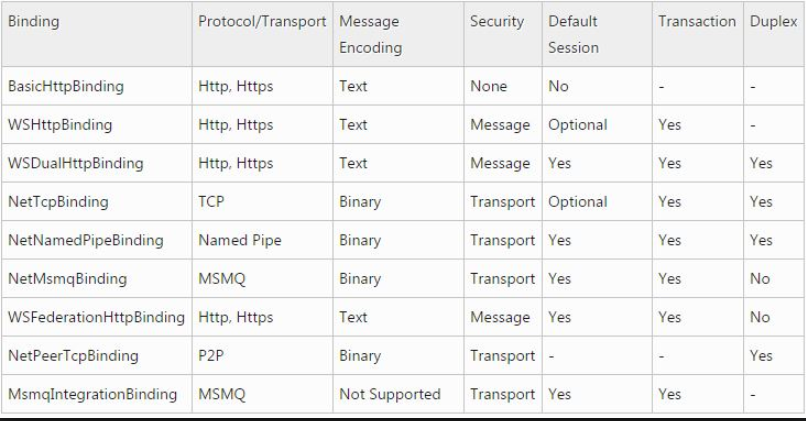 Binding Protocol/Transport Message Encoding Security Default Session Transaction Duplex
BasicHttpBinding Http, Https Text None No - -
WSHttpBinding Http, Https Text Message Optional Yes -
WSDualHttpBinding Http, Https Text Message Yes Yes Yes
NetTcpBinding TCP Binary Transport Optional Yes Yes
NetNamedPipeBinding Named Pipe Binary Transport Yes Yes Yes
NetMsmqBinding MSMQ Binary Transport Yes Yes No
WSFederationHttpBinding Http, Https Text Message Yes Yes No
NetPeerTcpBinding P2P Binary Transport - - Yes
MsmqIntegrationBinding MSMQ Not Supported Transport Yes Yes -